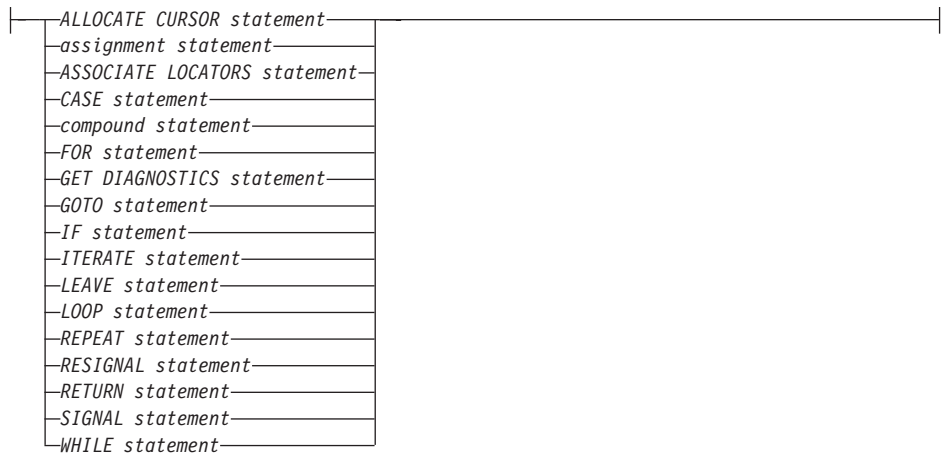 ALLOCATE CURSOR statement
assignment statement
ASSOCIATE LOCATORS statement
CASE statement
compound statement
FOR statement
GET DIAGNOSTICS statement
GOTO statement
IF statement
ITERATE statement
LEAVE statement
LOOP statement
REPEAT statement
RESIGNAL statement
RETURN statement
SIGNAL statement
WHILE statement